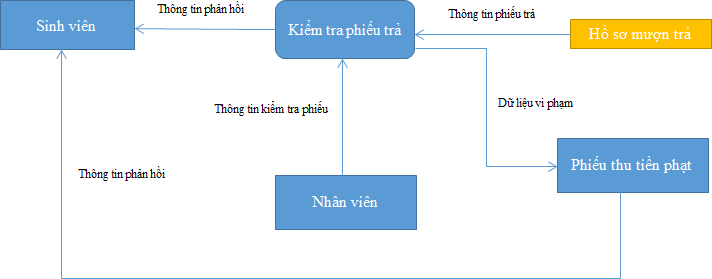 Thông tin phản hồi
Thông tin phiếu trả
Sinh viên
Kiểm tra phiếu trả
Hồ sơ mượn trả
Thông tin kiểm tra phiếu
Dữ liệu vi phạm
Thông tin phản hồi
Phiếu thu tiền phạt
Nhân viên